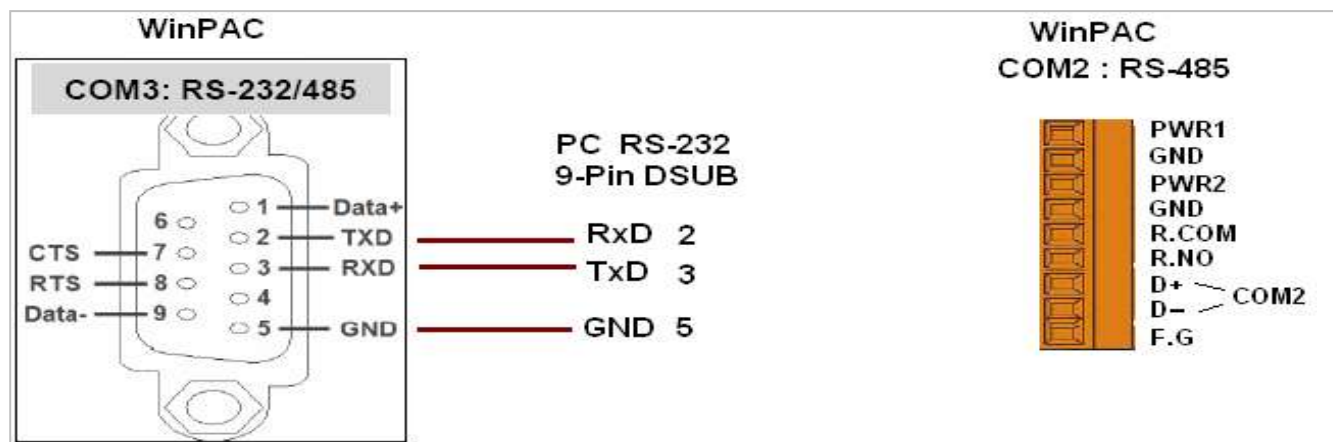 WinPAC
COM3: RS-232/485
1 Data+
6
2 TXD
CTS 7
3 RXD
RTS 8
4
Data- 9
5 GND
PC RS-232
9-Pin DSUB
RxD 2
TxD 3
GND 5
WinPAC
COM2 : RS-485
PWR1
GND
PWR2
GND
R.COM
R.NO
D+
COM2
D−
F.G